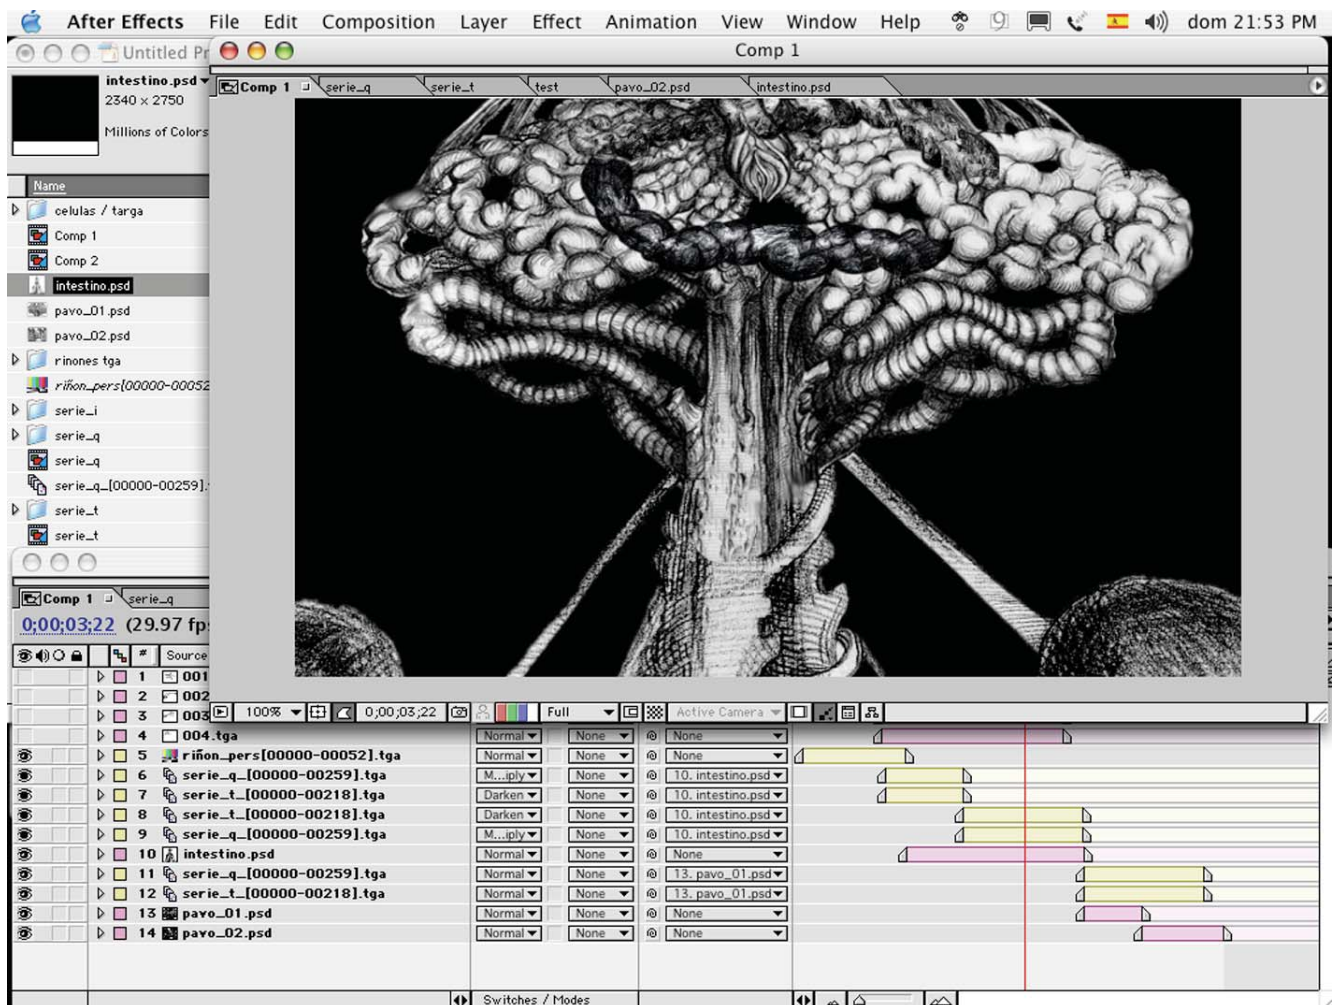 After Effects File Edit Composition Layer Effect Animation View Window Help dom 21:53 PM
Untitled Pr
Comp 1
intestino.psd
2340 x 2750
Millions of Colors
Comp 1 serie_q serie_t test pavo_02.psd intestino.psd
Name
celulas / targa
Comp 1
Comp 2
intestino.psd
pavo_01.psd
pavo_02.psd
rinones tga
riñon_pers[00000-00052
serie_i
serie_q
serie_q
serie_q_[00000-00259].
serie_t
serie_t
Comp 1 serie_q
0;00;03;22 (29.97 fp
# Source
1 001
2 002
3 003
100% 0;00;03;22 Full Active Camera
4 004.tga Normal None None
5 riñon_pers[00000-00052].tga Normal None None
6 serie_q_[00000-00259].tga M...iply None 10. intestino.psd
7 serie_t_[00000-00218].tga Darken None 10. intestino.psd
8 serie_t_[00000-00218].tga Darken None 10. intestino.psd
9 serie_q_[00000-00259].tga M...iply None 10. intestino.psd
10 intestino.psd Normal None None
11 serie_q_[00000-00259].tga Normal None 13. pavo_01.psd
12 serie_t_[00000-00218].tga Normal None 13. pavo_01.psd
13 pavo_01.psd Normal None None
14 pavo_02.psd Normal None None
Switches / Modes